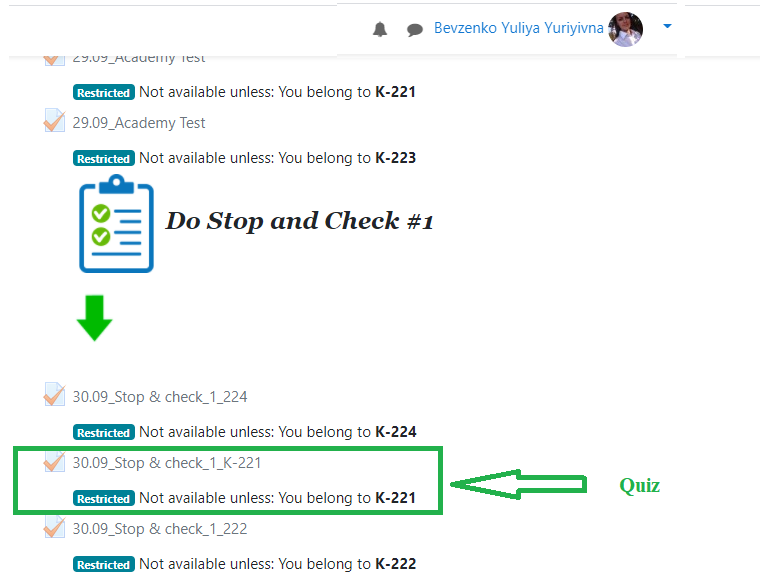 Bevzenko Yuliya Yuriyivna
29.09_Academy Test
Restricted Not available unless: You belong to K-221
29.09_Academy Test
Restricted Not available unless: You belong to K-223
Do Stop and Check #1
30.09_Stop & check_1_224
Restricted Not available unless: You belong to K-224
30.09_Stop & check_1_K-221
Restricted Not available unless: You belong to K-221
Quiz
30.09_Stop & check_1_222
Restricted Not available unless: You belong to K-222